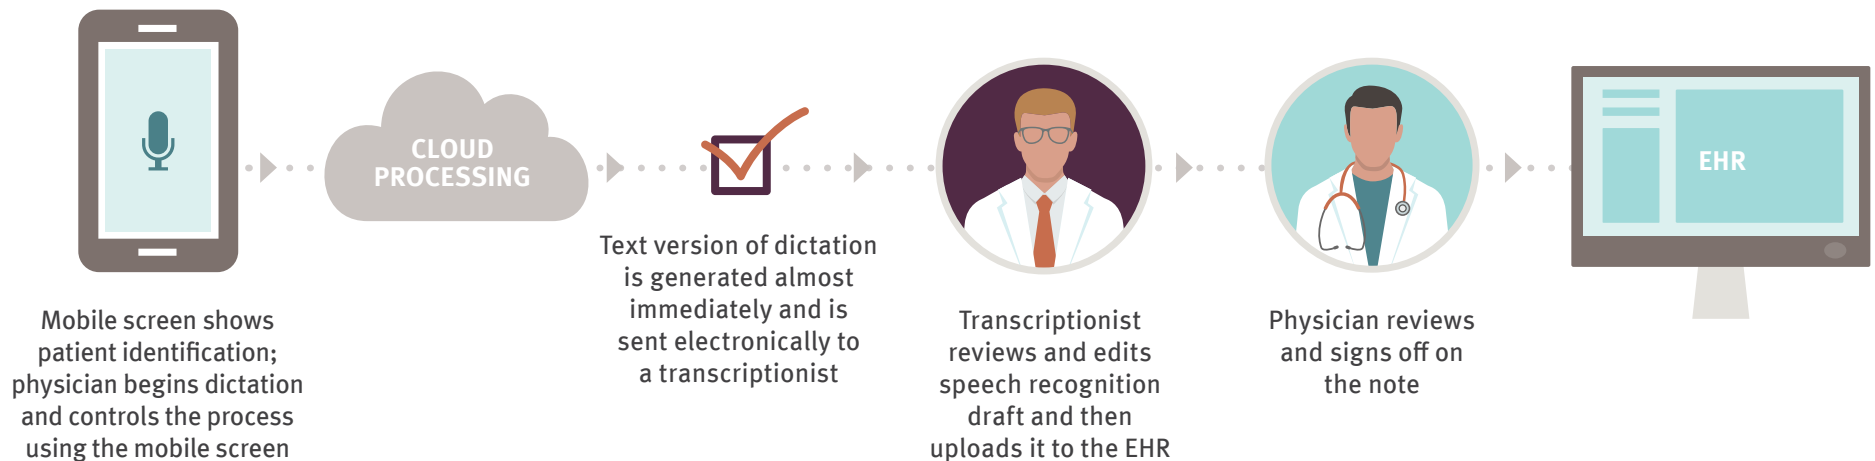 Mobile screen shows
patient identification;
physician begins dictation
and controls the process
using the mobile screen
CLOUD
PROCESSING
Text version of dictation
is generated almost
immediately and is
sent electronically to
a transcriptionist
Transcriptionist
reviews and edits
speech recognition
draft and then
uploads it to the EHR
Physician reviews
and signs off on
the note
EHR